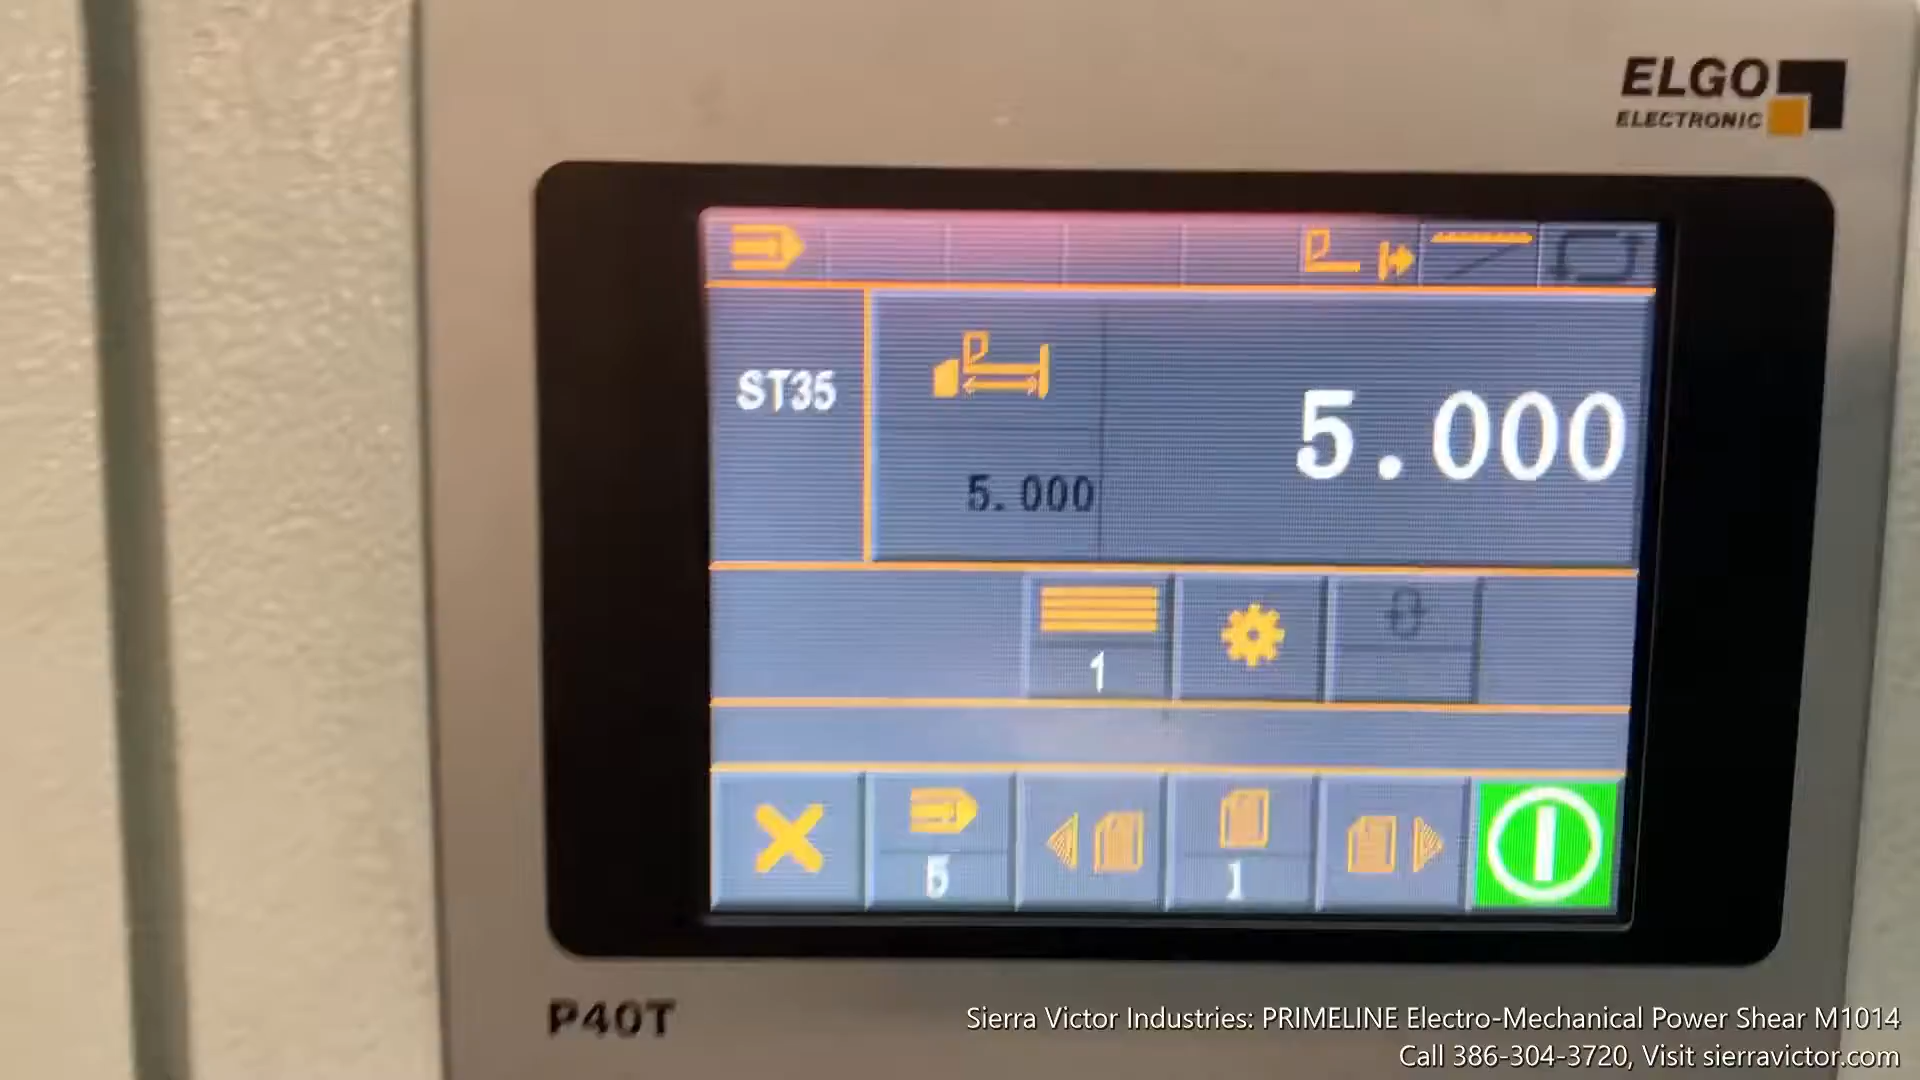 ELGO
ELECTRONIC
ST35
5.000
5.000
1
5
1
P40T
Sierra Victor Industries: PRIMELINE Electro-Mechanical Power Shear M1014
Call 386-304-3720, Visit sierravictor.com